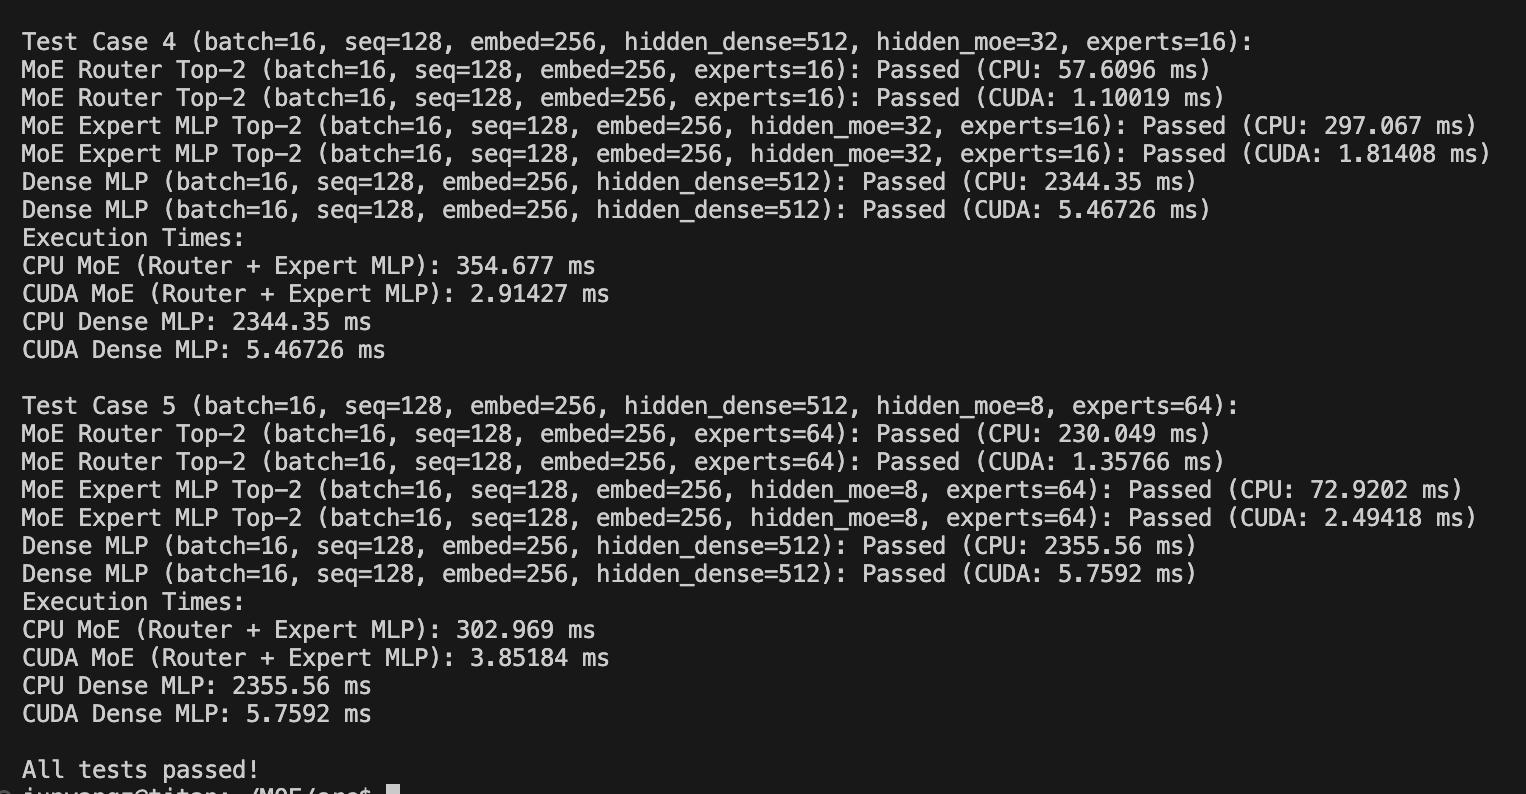 Test Case 4 (batch=16, seq=128, embed=256, hidden_dense=512, hidden_moe=32, experts=16):
MoE Router Top-2 (batch=16, seq=128, embed=256, experts=16): Passed (CPU: 57.6096 ms)
MoE Router Top-2 (batch=16, seq=128, embed=256, experts=16): Passed (CUDA: 1.10019 ms)
MoE Expert MLP Top-2 (batch=16, seq=128, embed=256, hidden_moe=32, experts=16): Passed (CPU: 297.067 ms)
MoE Expert MLP Top-2 (batch=16, seq=128, embed=256, hidden_moe=32, experts=16): Passed (CUDA: 1.81408 ms)
Dense MLP (batch=16, seq=128, embed=256, hidden_dense=512): Passed (CPU: 2344.35 ms)
Dense MLP (batch=16, seq=128, embed=256, hidden_dense=512): Passed (CUDA: 5.46726 ms)
Execution Times:
CPU MoE (Router + Expert MLP): 354.677 ms
CUDA MoE (Router + Expert MLP): 2.91427 ms
CPU Dense MLP: 2344.35 ms
CUDA Dense MLP: 5.46726 ms
Test Case 5 (batch=16, seq=128, embed=256, hidden_dense=512, hidden_moe=8, experts=64):
MoE Router Top-2 (batch=16, seq=128, embed=256, experts=64): Passed (CPU: 230.049 ms)
MoE Router Top-2 (batch=16, seq=128, embed=256, experts=64): Passed (CUDA: 1.35766 ms)
MoE Expert MLP Top-2 (batch=16, seq=128, embed=256, hidden_moe=8, experts=64): Passed (CPU: 72.9202 ms)
MoE Expert MLP Top-2 (batch=16, seq=128, embed=256, hidden_moe=8, experts=64): Passed (CUDA: 2.49418 ms)
Dense MLP (batch=16, seq=128, embed=256, hidden_dense=512): Passed (CPU: 2355.56 ms)
Dense MLP (batch=16, seq=128, embed=256, hidden_dense=512): Passed (CUDA: 5.7592 ms)
Execution Times:
CPU MoE (Router + Expert MLP): 302.969 ms
CUDA MoE (Router + Expert MLP): 3.85184 ms
CPU Dense MLP: 2355.56 ms
CUDA Dense MLP: 5.7592 ms
All tests passed!